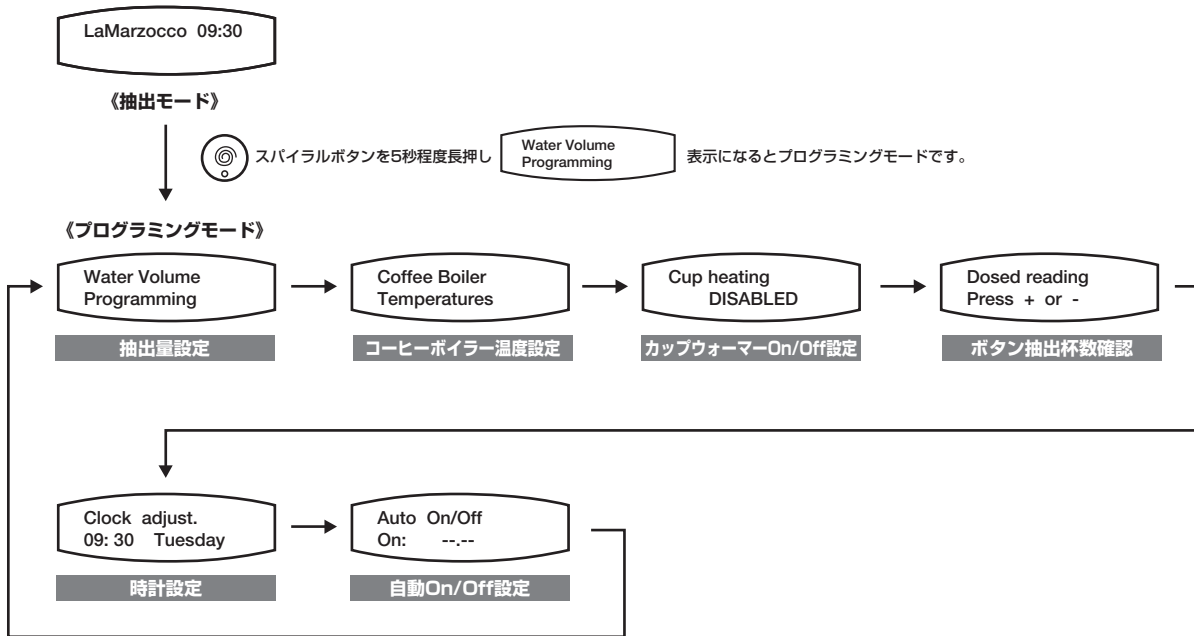 LaMarzocco 09:30
《抽出モード》
スパイラルボタンを5秒程度長押し
Water Volume
Programming
表示になるとプログラミングモードです。
《プログラミングモード》
Water Volume
Programming
抽出量設定
Coffee Boiler
Temperatures
コーヒーボイラー温度設定
Cup heating
DISABLED
カップウォーマーOn/Off設定
Dosed reading
Press + or -
ボタン抽出杯数確認
Clock adjust.
09: 30 Tuesday
時計設定
Auto On/Off
On: --.--
自動On/Off設定